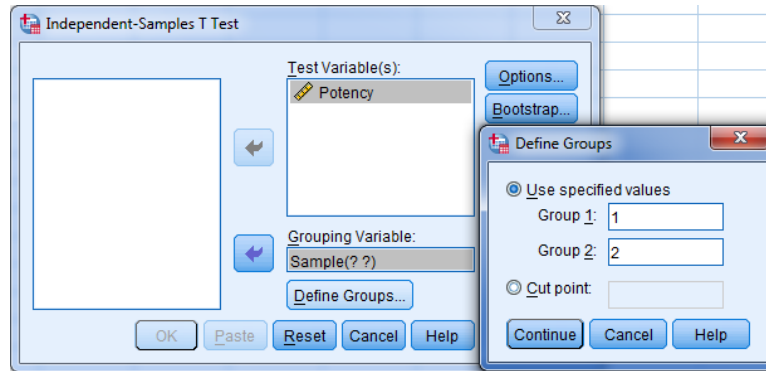 Independent-Samples T Test
Test Variable(s):
Potency
Options...
Bootstrap...
Grouping Variable:
Sample(? ?)
Define Groups...
OK Paste Reset Cancel Help
Define Groups
Use specified values
Group 1: 1
Group 2: 2
Cut point:
Continue Cancel Help